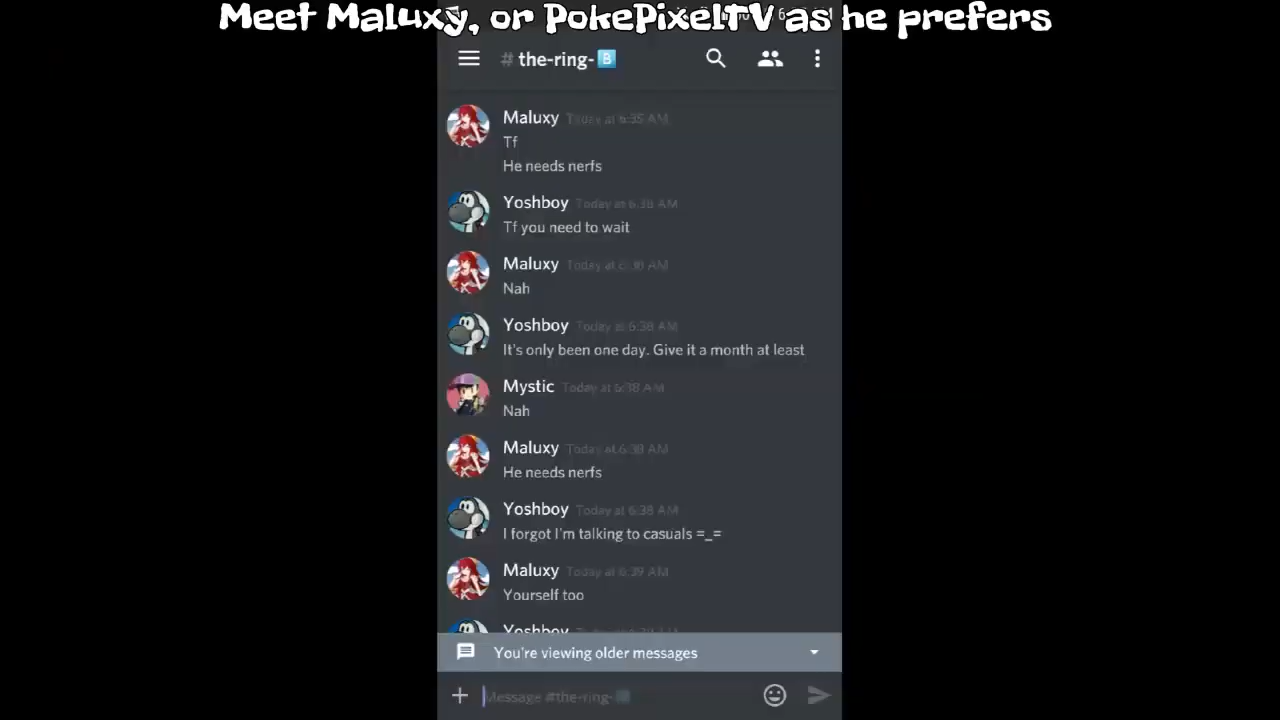 Meet Maluxy, or PokePixelTV as he prefers
# the-ring-🅱
Maluxy Today at 6:35 AM
Tf
He needs nerfs
Yoshboy Today at 6:38 AM
Tf you need to wait
Maluxy Today at 6:38 AM
Nah
Yoshboy Today at 6:38 AM
It's only been one day. Give it a month at least
Mystic Today at 6:38 AM
Nah
Maluxy Today at 6:38 AM
He needs nerfs
Yoshboy Today at 6:38 AM
I forgot I'm talking to casuals =_=
Maluxy Today at 6:39 AM
Yourself too
Yoshboy
You're viewing older messages
Message #the-ring-